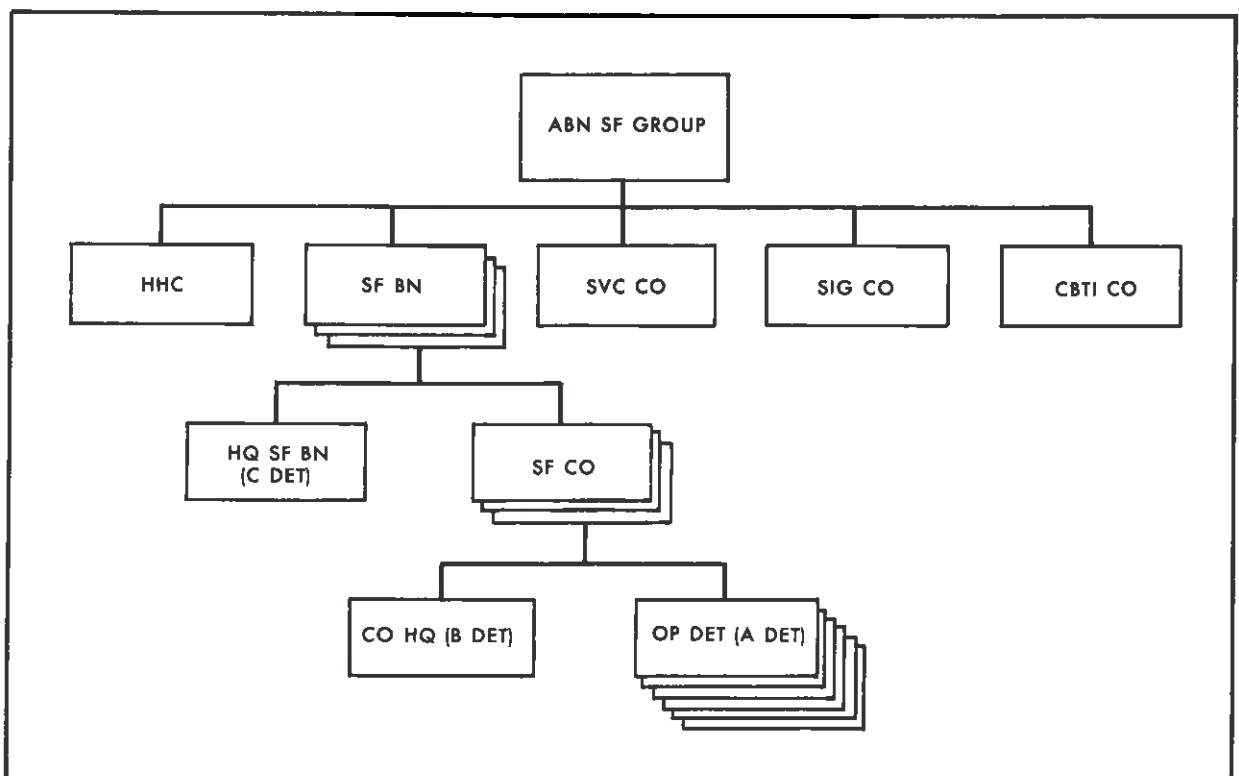 ABN SF GROUP
HHC
SF BN
SVC CO
SIG CO
CBTI CO
HQ SF BN
(C DET)
SF CO
CO HQ (B DET)
OP DET (A DET)